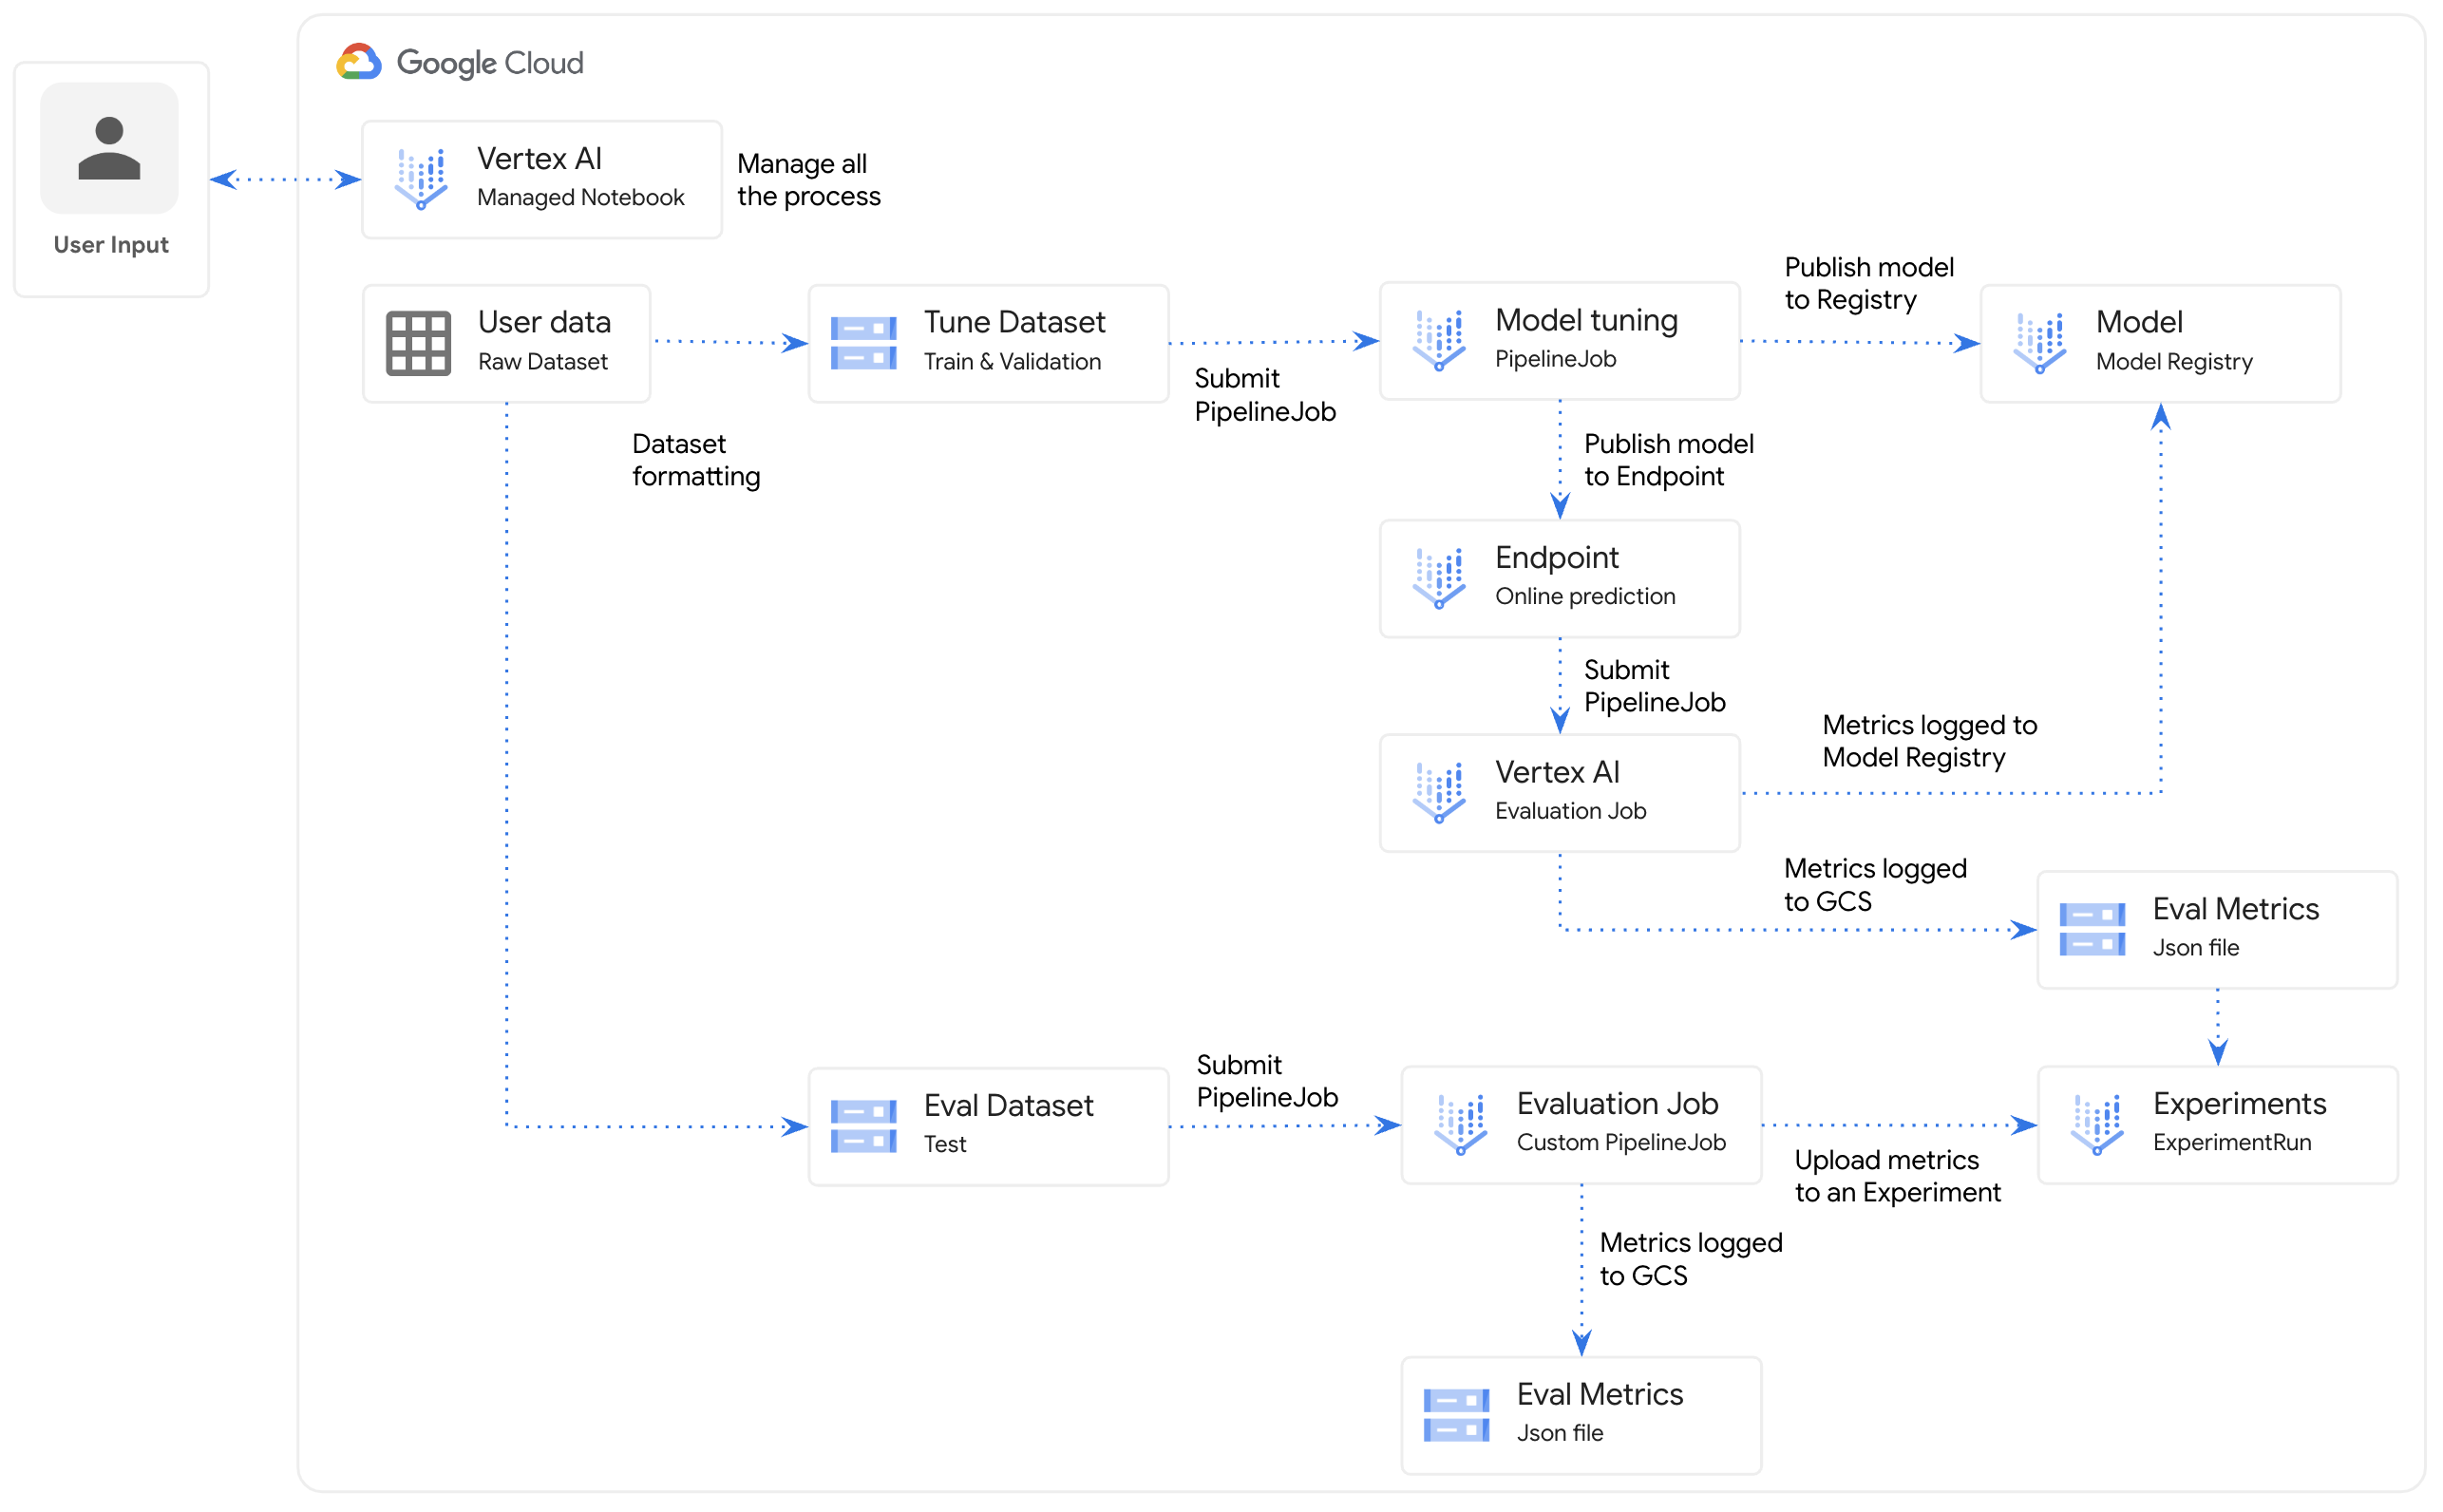 Google Cloud
User Input
Vertex AI
Managed Notebook
Manage all
the process
User data
Raw Dataset
Tune Dataset
Train & Validation
Submit
PipelineJob
Model tuning
PipelineJob
Publish model
to Registry
Model
Model Registry
Dataset
formatting
Publish model
to Endpoint
Endpoint
Online prediction
Submit
PipelineJob
Vertex AI
Evaluation Job
Metrics logged to
Model Registry
Metrics logged
to GCS
Eval Metrics
Json file
Eval Dataset
Test
Submit
PipelineJob
Evaluation Job
Custom PipelineJob
Upload metrics
to an Experiment
Experiments
ExperimentRun
Metrics logged
to GCS
Eval Metrics
Json file